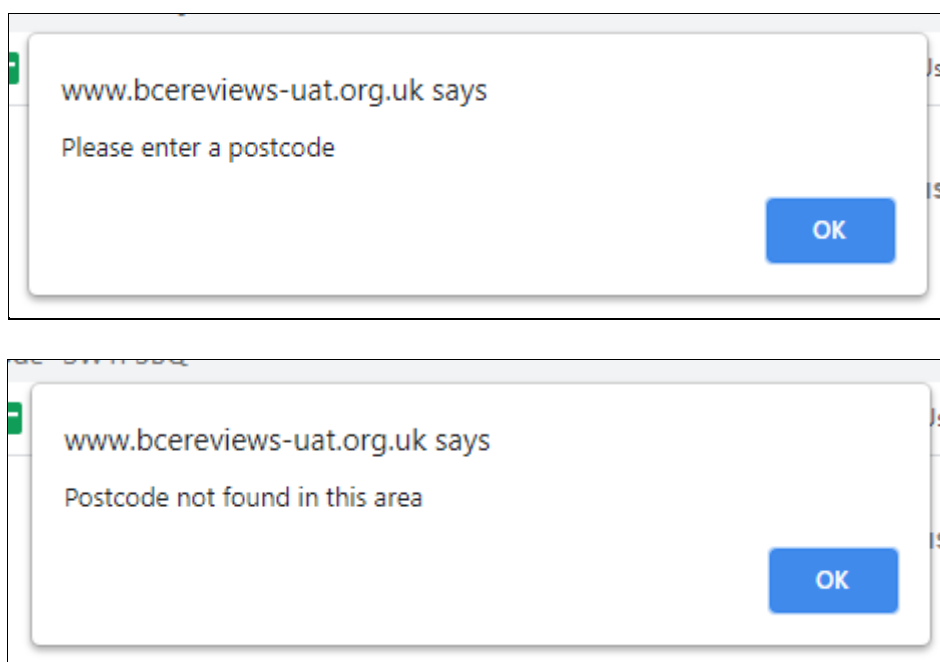 www.bcereviews-uat.org.uk says
Please enter a postcode
OK
www.bcereviews-uat.org.uk says
Postcode not found in this area
OK